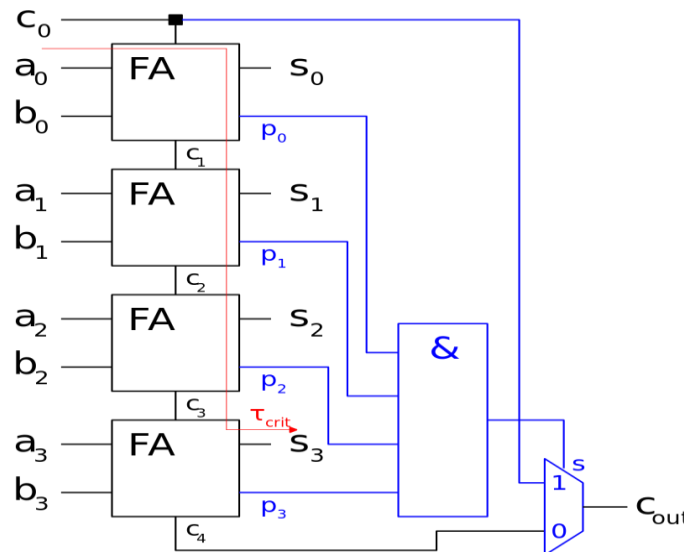 c₀
a₀ FA s₀
b₀ p₀
c₁
a₁ FA s₁
b₁ p₁
c₂
a₂ FA s₂
b₂ p₂ &
c₃ τcrit
a₃ FA s₃ s
b₃ p₃ 1
c₄ 0 cout